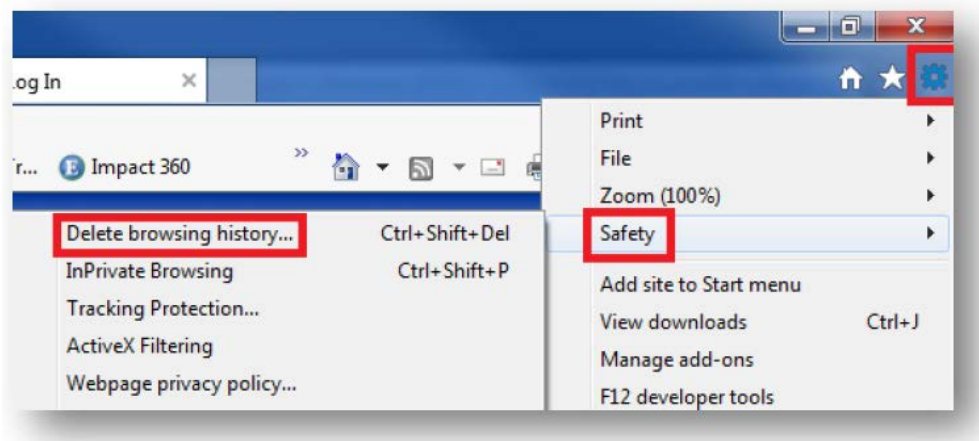 .og In
Print
File
r... Impact 360
Zoom (100%)
Delete browsing history... Ctrl+Shift+Del
Safety
InPrivate Browsing Ctrl+Shift+P
Tracking Protection...
ActiveX Filtering
Webpage privacy policy...
Add site to Start menu
View downloads Ctrl+J
Manage add-ons
F12 developer tools